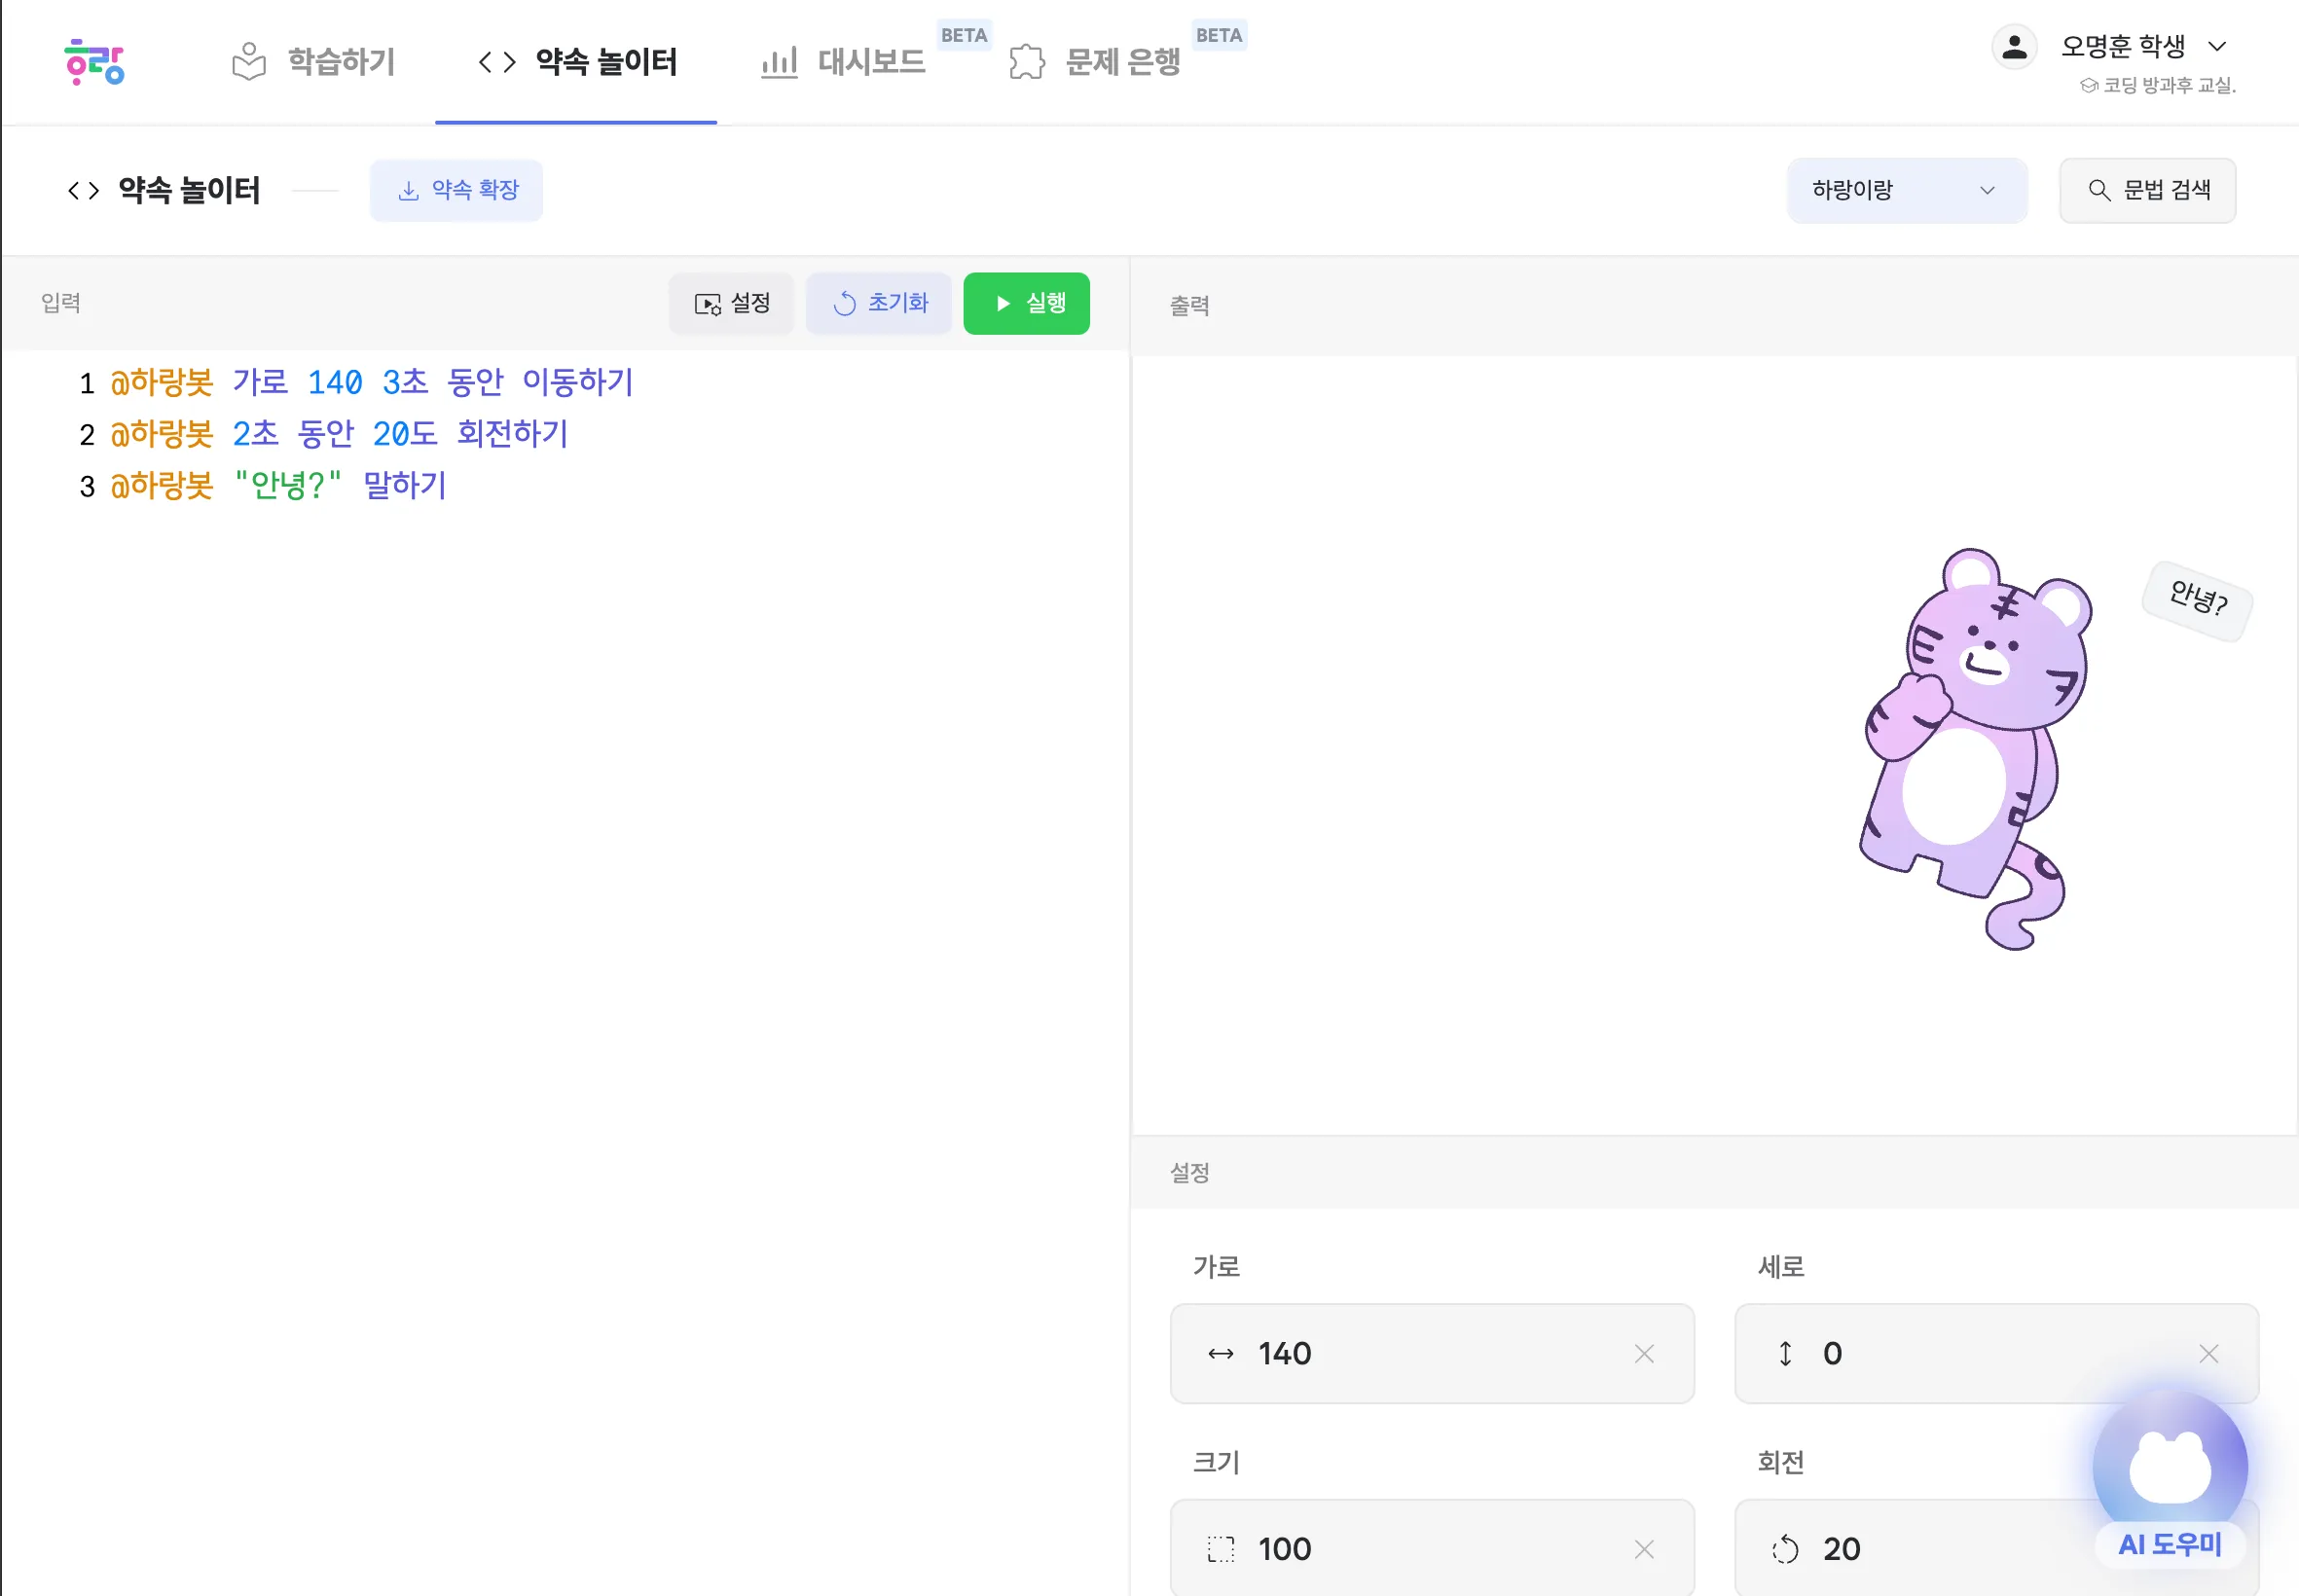 하랑
학습하기
약속 놀이터
대시보드 BETA
문제 은행 BETA
오명훈 학생
코딩 방과후 교실.
약속 놀이터
약속 확장
하랑이랑
문법 검색
입력
설정
초기화
실행
1 @하랑봇 가로 140 3초 동안 이동하기
2 @하랑봇 2초 동안 20도 회전하기
3 @하랑봇 "안녕?" 말하기
출력
안녕?
설정
가로
세로
140
0
크기
회전
100
20
AI 도우미